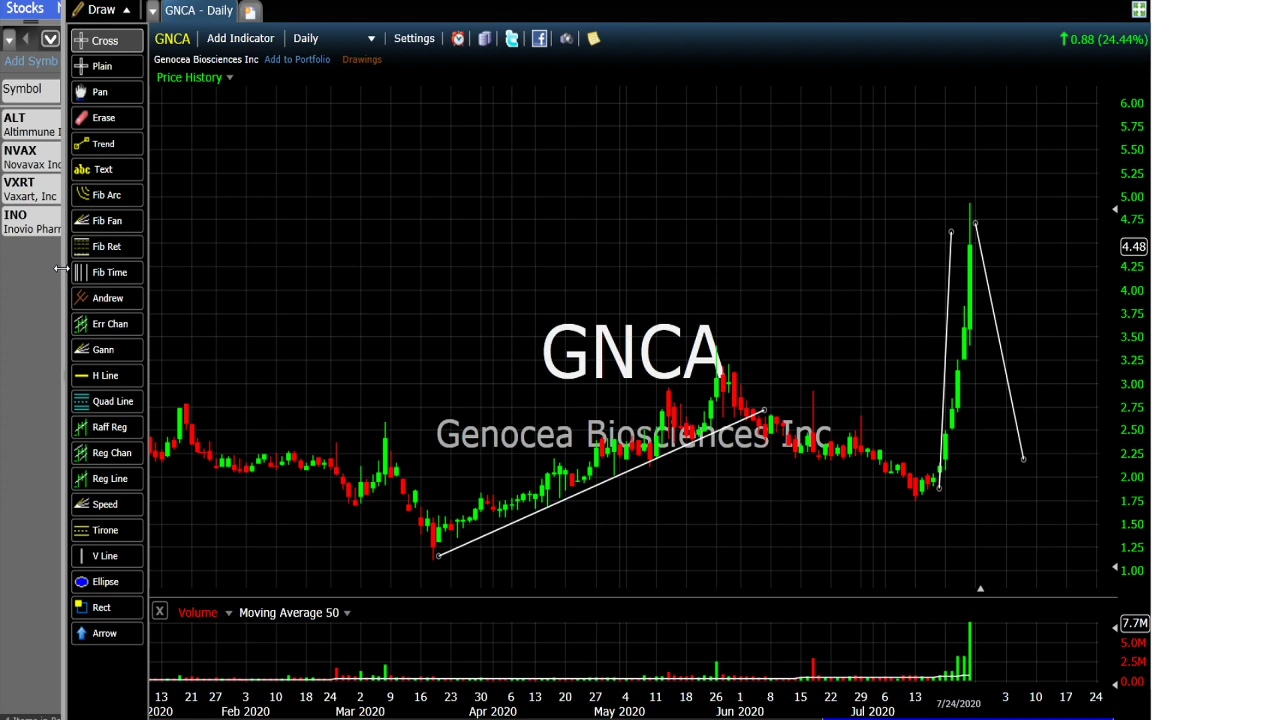 Stocks
Draw
GNCA - Daily
Cross
GNCA
Add Indicator
Daily
Settings
0.88 (24.44%)
Add Symb
Plain
Genocea Biosciences Inc
Add to Portfolio
Drawings
Price History
Symbol
Pan
ALT
Altimmune I
Erase
Trend
NVAX
Novavax Inc
abc Text
VXRT
Vaxart, Inc
Fib Arc
INO
Inovio Pharm
Fib Fan
Fib Ret
Fib Time
Andrew
Err Chan
Gann
H Line
Quad Line
Raff Reg
Reg Chan
Reg Line
Speed
Tirone
V Line
Ellipse
Rect
Arrow
GNCA
Genocea Biosciences Inc
6.00
5.75
5.50
5.25
5.00
4.75
4.48
4.25
4.00
3.75
3.50
3.25
3.00
2.75
2.50
2.25
2.00
1.75
1.50
1.25
1.00
X
Volume
Moving Average 50
7.7M
5.0M
2.5M
0.00
13 21 27 3 10 18 24 2 9 16 23 30 6 13 20 27 4 11 18 26 1 8 15 22 29 6 13 3 10 17 24
2020 Feb 2020 Mar 2020 Apr 2020 May 2020 Jun 2020 Jul 2020 7/24/2020